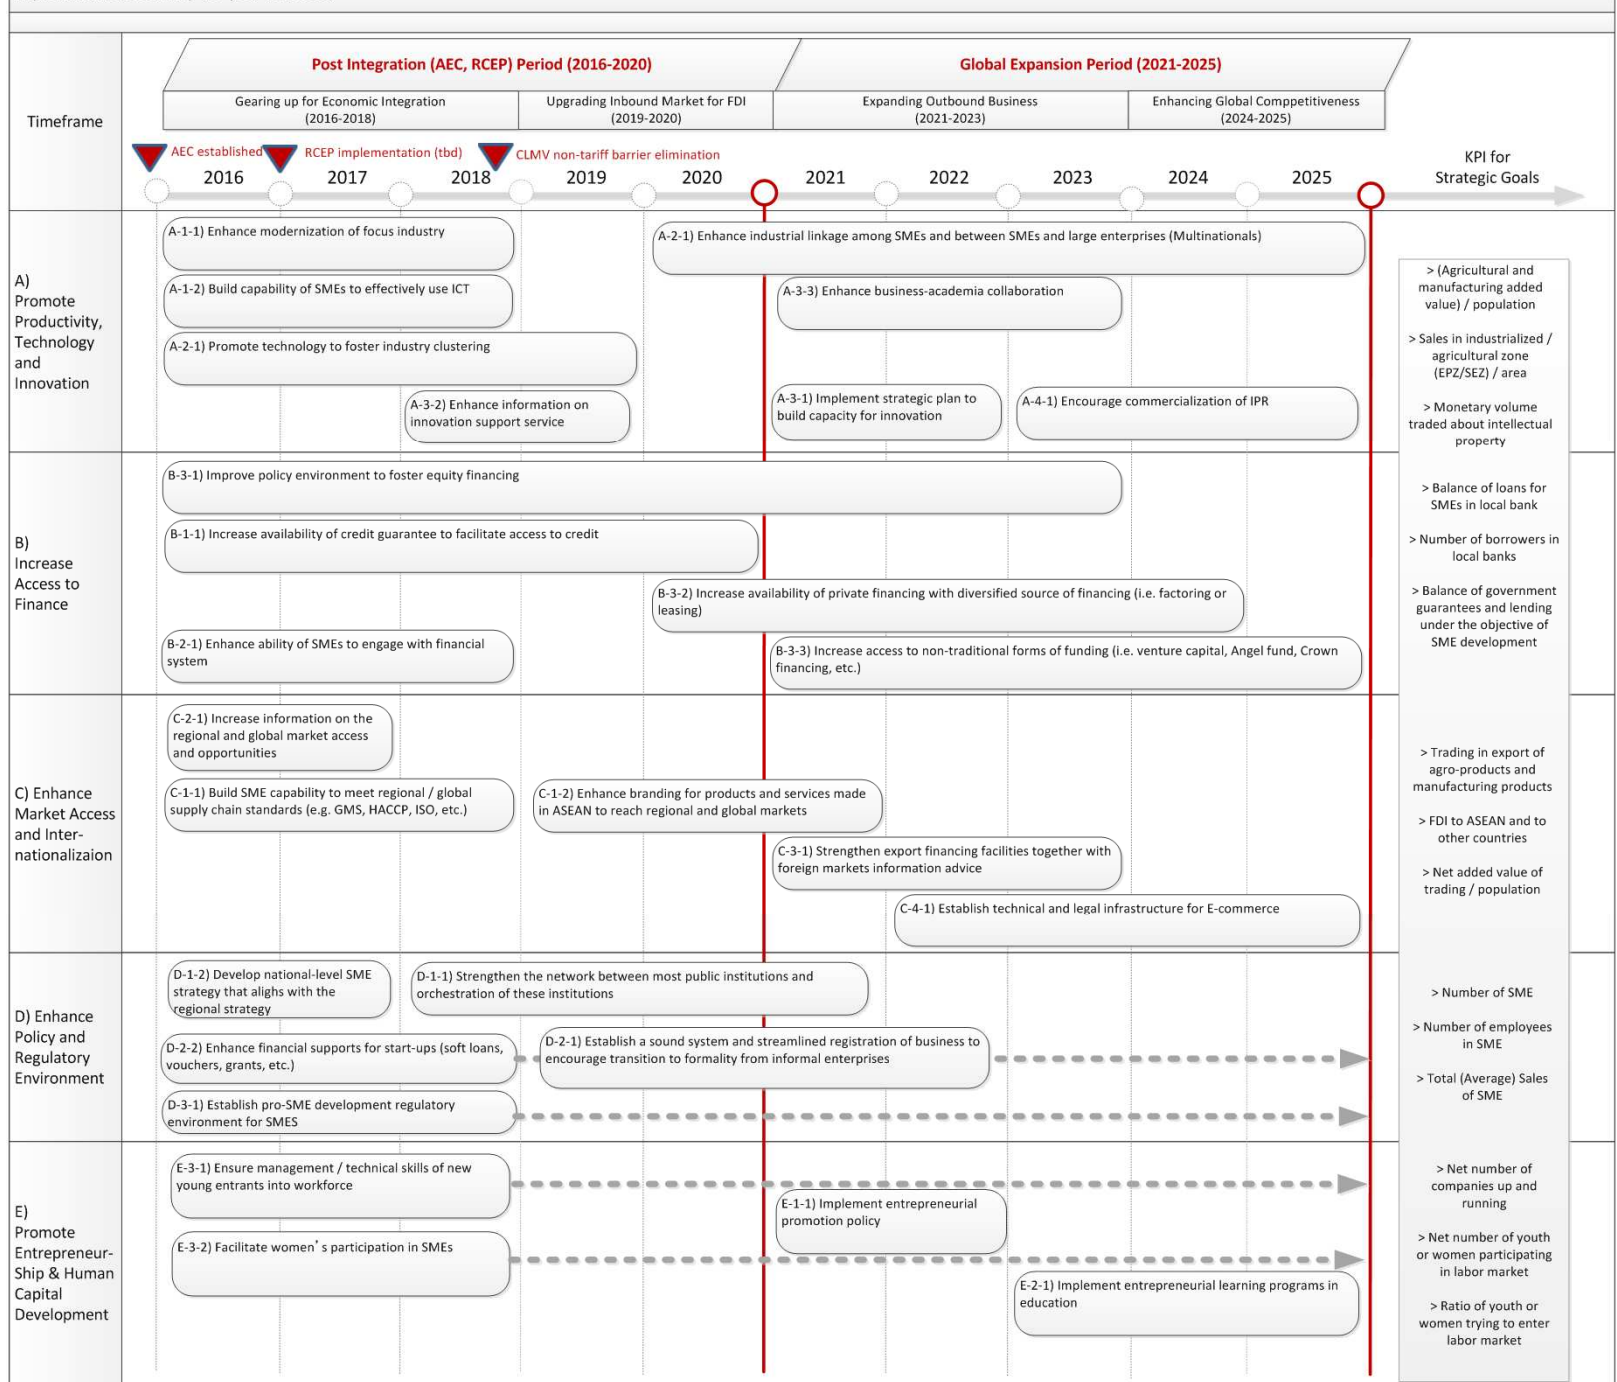 Post Integration (AEC, RCEP) Period (2016-2020)
Global Expansion Period (2021-2025)
Timeframe
Gearing up for Economic Integration
(2016-2018)
Upgrading Inbound Market for FDI
(2019-2020)
Expanding Outbound Business
(2021-2023)
Enhancing Global Comppetitiveness
(2024-2025)
AEC established
RCEP implementation (tbd)
CLMV non-tariff barrier elimination
2016
2017
2018
2019
2020
2021
2022
2023
2024
2025
KPI for
Strategic Goals
A)
Promote
Productivity,
Technology
and
Innovation
A-1-1) Enhance modernization of focus industry
A-2-1) Enhance industrial linkage among SMEs and between SMEs and large enterprises (Multinationals)
A-1-2) Build capability of SMEs to effectively use ICT
A-3-3) Enhance business-academia collaboration
A-2-1) Promote technology to foster industry clustering
A-3-2) Enhance information on
innovation support service
A-3-1) Implement strategic plan to
build capacity for innovation
A-4-1) Encourage commercialization of IPR
> (Agricultural and
manufacturing added
value) / population
> Sales in industrialized /
agricultural zone
(EPZ/SEZ) / area
> Monetary volume
traded about intellectual
property
B)
Increase
Access to
Finance
B-3-1) Improve policy environment to foster equity financing
B-1-1) Increase availability of credit guarantee to facilitate access to credit
B-3-2) Increase availability of private financing with diversified source of financing (i.e. factoring or
leasing)
B-2-1) Enhance ability of SMEs to engage with financial
system
B-3-3) Increase access to non-traditional forms of funding (i.e. venture capital, Angel fund, Crown
financing, etc.)
> Balance of loans for
SMEs in local bank
> Number of borrowers in
local banks
> Balance of government
guarantees and lending
under the objective of
SME development
C) Enhance
Market Access
and Inter-
nationalizaion
C-2-1) Increase information on the
regional and global market access
and opportunities
C-1-1) Build SME capability to meet regional / global
supply chain standards (e.g. GMS, HACCP, ISO, etc.)
C-1-2) Enhance branding for products and services made
in ASEAN to reach regional and global markets
C-3-1) Strengthen export financing facilities together with
foreign markets information advice
C-4-1) Establish technical and legal infrastructure for E-commerce
> Trading in export of
agro-products and
manufacturing products
> FDI to ASEAN and to
other countries
> Net added value of
trading / population
D) Enhance
Policy and
Regulatory
Environment
D-1-2) Develop national-level SME
strategy that alighs with the
regional strategy
D-1-1) Strengthen the network between most public institutions and
orchestration of these institutions
D-2-2) Enhance financial supports for start-ups (soft loans,
vouchers, grants, etc.)
D-2-1) Establish a sound system and streamlined registration of business to
encourage transition to formality from informal enterprises
D-3-1) Establish pro-SME development regulatory
environment for SMES
> Number of SME
> Number of employees
in SME
> Total (Average) Sales
of SME
E)
Promote
Entrepreneur-
Ship & Human
Capital
Development
E-3-1) Ensure management / technical skills of new
young entrants into workforce
E-1-1) Implement entrepreneurial
promotion policy
E-3-2) Facilitate women's participation in SMEs
E-2-1) Implement entrepreneurial learning programs in
education
> Net number of
companies up and
running
> Net number of youth
or women participating
in labor market
> Ratio of youth or
women trying to enter
labor market